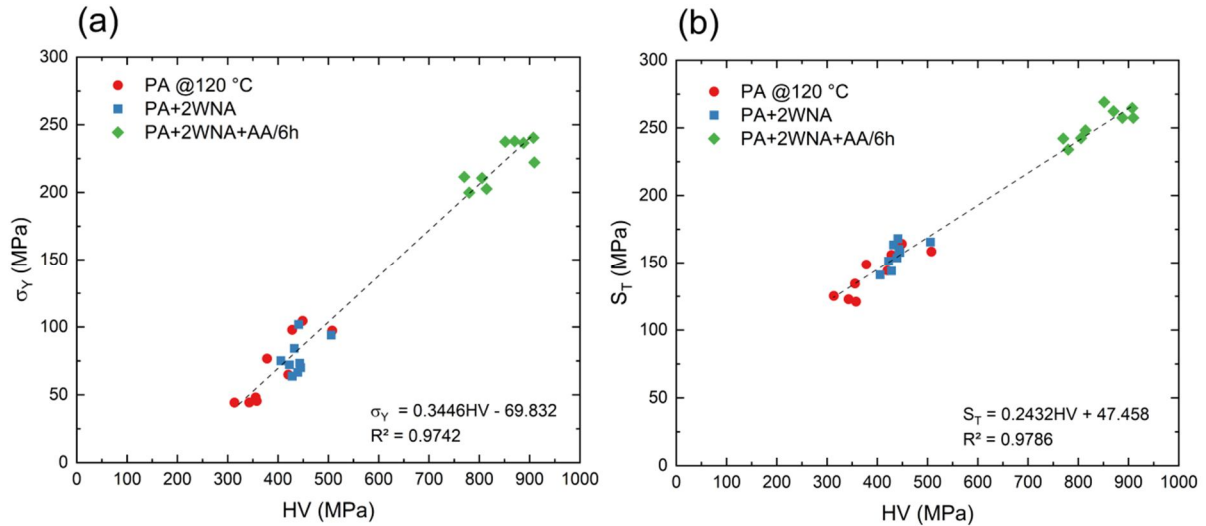 (a)
300
250
200
150
100
50
0
σY (MPa)
PA @120 °C
PA+2WNA
PA+2WNA+AA/6h
σY = 0.3446HV - 69.832
R² = 0.9742
0 100 200 300 400 500 600 700 800 900 1000
HV (MPa)
(b)
300
250
200
150
100
50
0
ST (MPa)
PA @120 °C
PA+2WNA
PA+2WNA+AA/6h
ST = 0.2432HV + 47.458
R² = 0.9786
0 100 200 300 400 500 600 700 800 900 1000
HV (MPa)